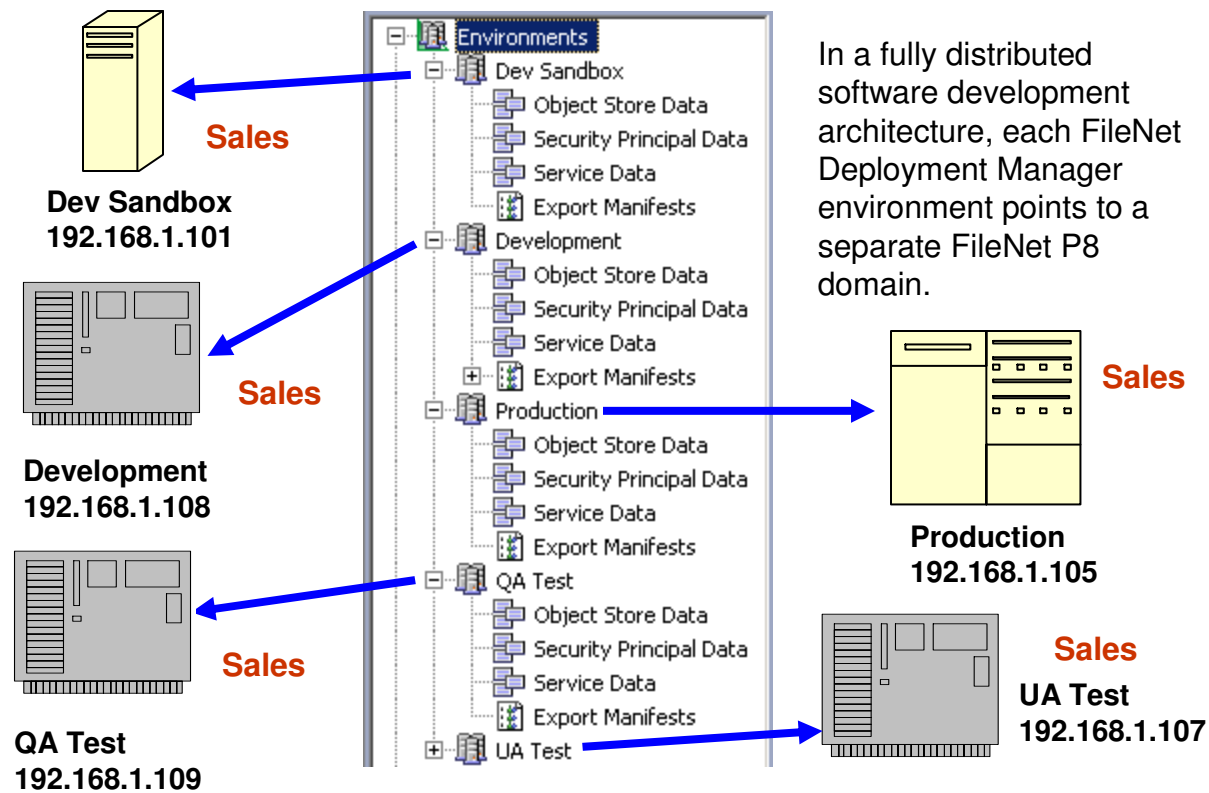 Sales
Dev Sandbox
192.168.1.101
Sales
Development
192.168.1.108
Sales
QA Test
192.168.1.109
Environments
Dev Sandbox
Object Store Data
Security Principal Data
Service Data
Export Manifests
Development
Object Store Data
Security Principal Data
Service Data
Export Manifests
Production
Object Store Data
Security Principal Data
Service Data
Export Manifests
QA Test
Object Store Data
Security Principal Data
Service Data
Export Manifests
UA Test
In a fully distributed
software development
architecture, each FileNet
Deployment Manager
environment points to a
separate FileNet P8
domain.
Sales
Production
192.168.1.105
Sales
UA Test
192.168.1.107